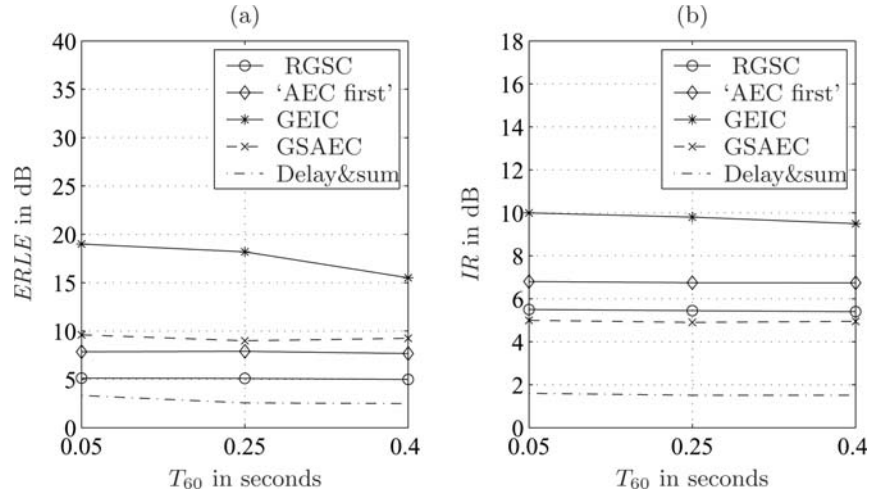 (a)
40
35
30
25
20
15
10
5
0
ERLE in dB
RGSC
‘AEC first’
GEIC
GSAEC
Delay&sum
0.05
0.25
0.4
T60 in seconds
(b)
18
16
14
12
10
8
6
4
2
0
IR in dB
RGSC
‘AEC first’
GEIC
GSAEC
Delay&sum
0.05
0.25
0.4
T60 in seconds